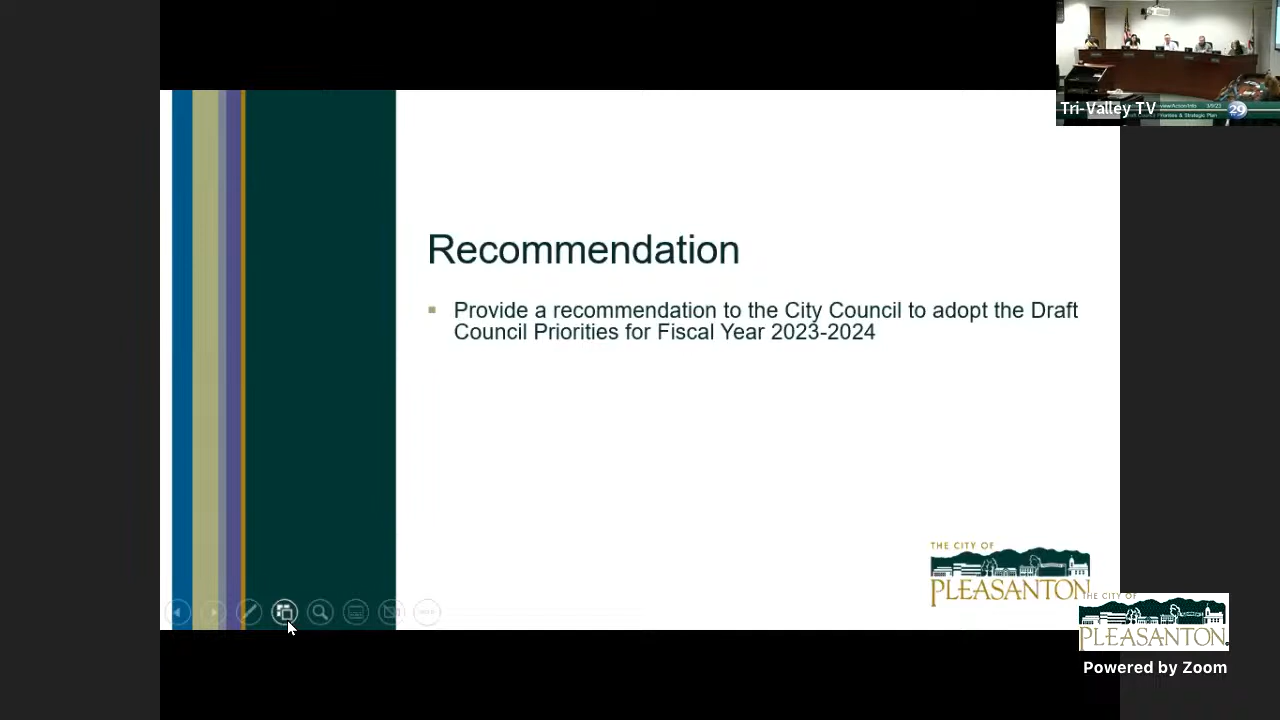 Tri-Valley TV
29
Recommendation
Provide a recommendation to the City Council to adopt the Draft
Council Priorities for Fiscal Year 2023-2024
THE CITY OF
PLEASANTON
THE CITY OF
PLEASANTON
Powered by Zoom